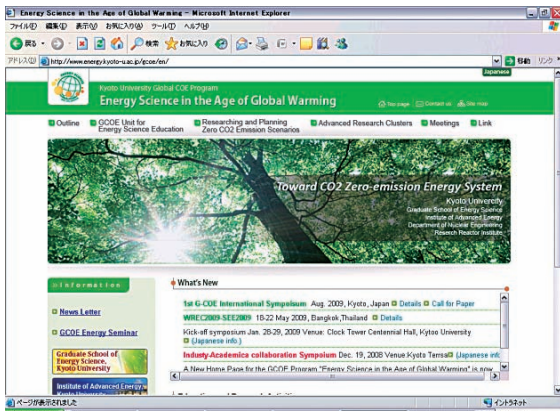 Energy Science in the Age of Global Warming - Microsoft Internet Explorer
ファイル(F) 編集(E) 表示(V) お気に入り(A) ツール(T) ヘルプ(H)
戻る 検索 お気に入り
アドレス(D) http://www.energy.kyoto-u.ac.jp/gcoe/en/ 移動 リンク
Japanese
Kyoto University Global COE Program
Energy Science in the Age of Global Warming
Top page Contact us Site map
Outline GCOE Unit for Energy Science Education Researching and Planning Zero CO2 Emission Scenarios Advanced Research Clusters Meetings Link
Toward CO2 Zero-emission Energy System
Kyoto University
Graduate School of Energy Science
Institute of Advanced Energy
Department of Nuclear Engineering
Research Reactor Institute
Information
News Letter
GCOE Energy Seminar
Graduate School of
Energy Science,
Kyoto University
Institute of Advanced Energy
What's New
1st G-COE International Symposium Aug. 2009, Kyoto, Japan Details Call for Paper
WREC2009-SEE2009 18-22 May 2009, Bangkok,Thailand Details
Kick-off symposium Jan. 28-29, 2009 Venue: Clock Tower Centennial Hall, Kytoo University
(Japanese info.)
Industy-Academics collaboration Sympoium Dec. 19, 2008 Venue Kyoto Terrsa (Japanese info
A New Home Page for the GCOE Program "Energy Science in the Age of Global Warming" is now
ページが表示されました
インターネット